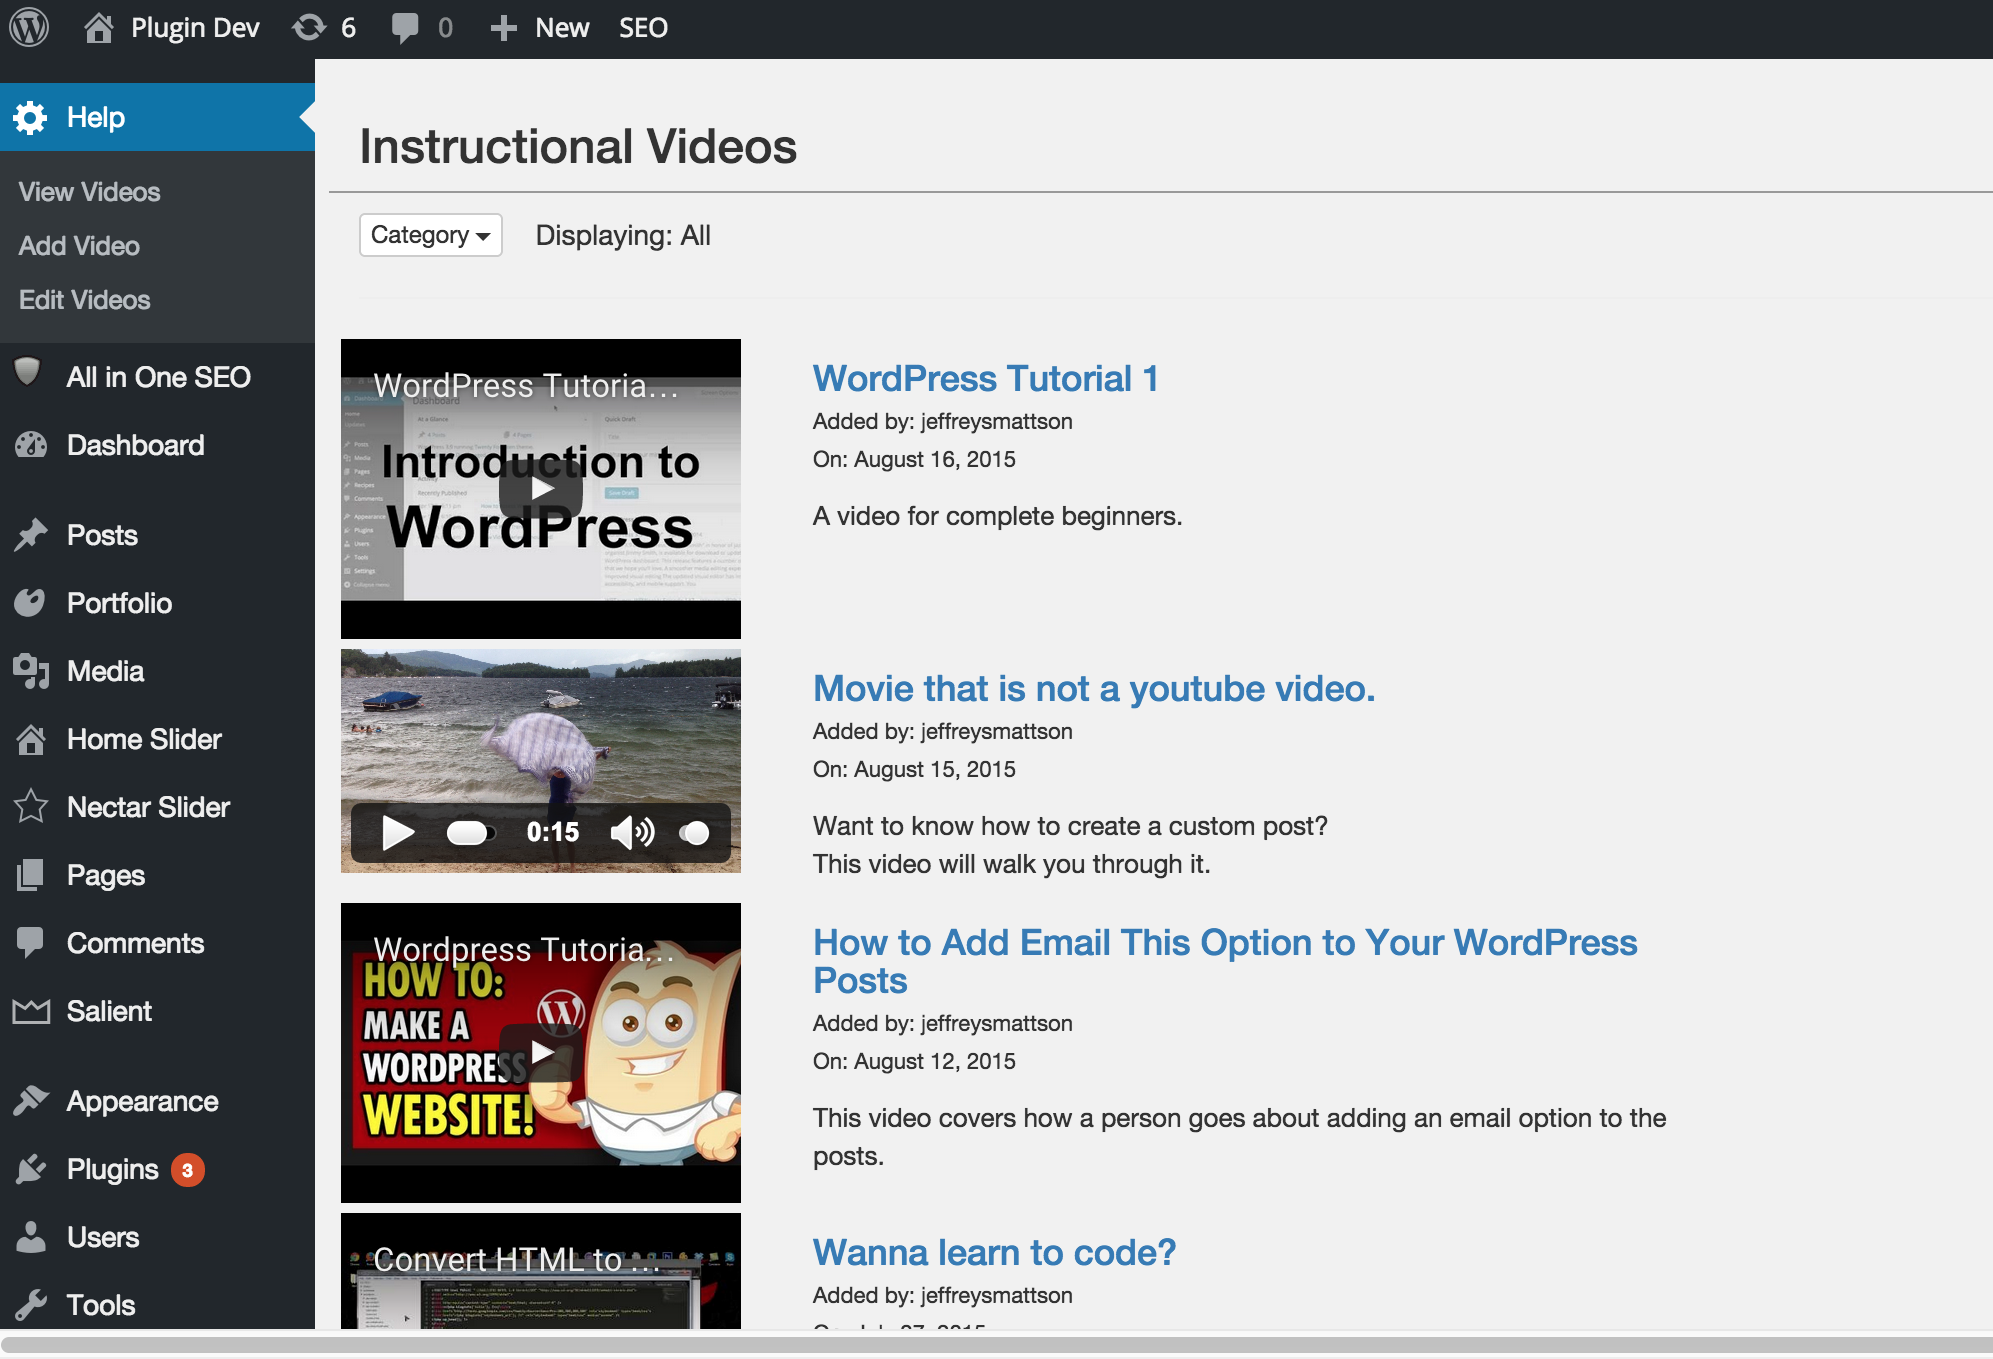 Plugin Dev 6 0 New SEO
Help
View Videos
Add Video
Edit Videos
All in One SEO
Dashboard
Posts
Portfolio
Media
Home Slider
Nectar Slider
Pages
Comments
Salient
Appearance
Plugins 3
Users
Tools
Instructional Videos
Category Displaying: All
WordPress Tutoria...
Introduction to
WordPress
WordPress Tutorial 1
Added by: jeffreysmattson
On: August 16, 2015
A video for complete beginners.
0:15
Movie that is not a youtube video.
Added by: jeffreysmattson
On: August 15, 2015
Want to know how to create a custom post?
This video will walk you through it.
Wordpress Tutoria...
HOW TO:
MAKE A
WORDPRESS
WEBSITE!
How to Add Email This Option to Your WordPress
Posts
Added by: jeffreysmattson
On: August 12, 2015
This video covers how a person goes about adding an email option to the
posts.
Convert HTML to ...
Wanna learn to code?
Added by: jeffreysmattson